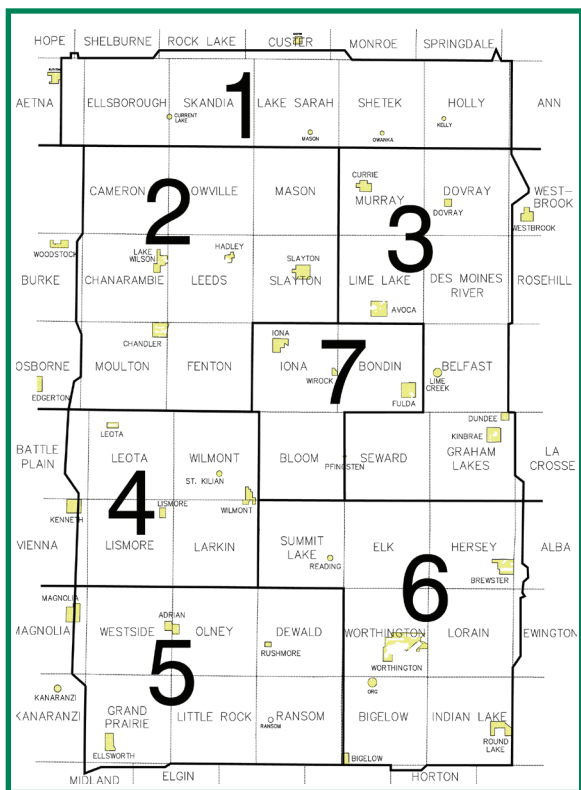 HOPE SHELBURNE ROCK LAKE CUSTER MONROE SPRINGDALE
AETNA ELLSBOROUGH SKANDIA LAKE SARAH SHETEK HOLLY ANN
1
CURRENT
LAKE
MASON
OWANKA
KELLY
CAMERON OWVILLE MASON
2
CURRIE
MURRAY
DOVRAY
DOVRAY
WEST-
BROOK
WESTBROOK
3
WOODSTOCK
LAKE
WILSON
HADLEY
SLAYTON
BURKE CHANARAMBIE LEEDS SLAYTON LIME LAKE DES MOINES
RIVER
ROSEHILL
AVOCA
CHANDLER
IONA
7
OSBORNE MOULTON FENTON IONA BONDIN BELFAST
WIROCK
LIME
CREEK
EDGERTON
FULDA
LEOTA
DUNDEE
KINBRAE
BATTLE
PLAIN
LEOTA WILMONT BLOOM PFINGSTEN SEWARD GRAHAM
LAKES
LA
CROSSE
ST. KILIAN
4
LISMORE
WILMONT
KENNETH
VIENNA LISMORE LARKIN SUMMIT
LAKE
ELK HERSEY ALBA
READING
BREWSTER
6
MAGNOLIA
ADRIAN
MAGNOLIA WESTSIDE OLNEY DEWALD WORTHINGTON LORAIN EWINGTON
RUSHMORE
WORTHINGTON
5
KANARANZI
ORG
KANARANZI GRAND
PRAIRIE
LITTLE ROCK RANSOM
RANSOM
BIGELOW INDIAN LAKE
ROUND
LAKE
ELLSWORTH
BIGELOW
MIDLAND ELGIN HORTON